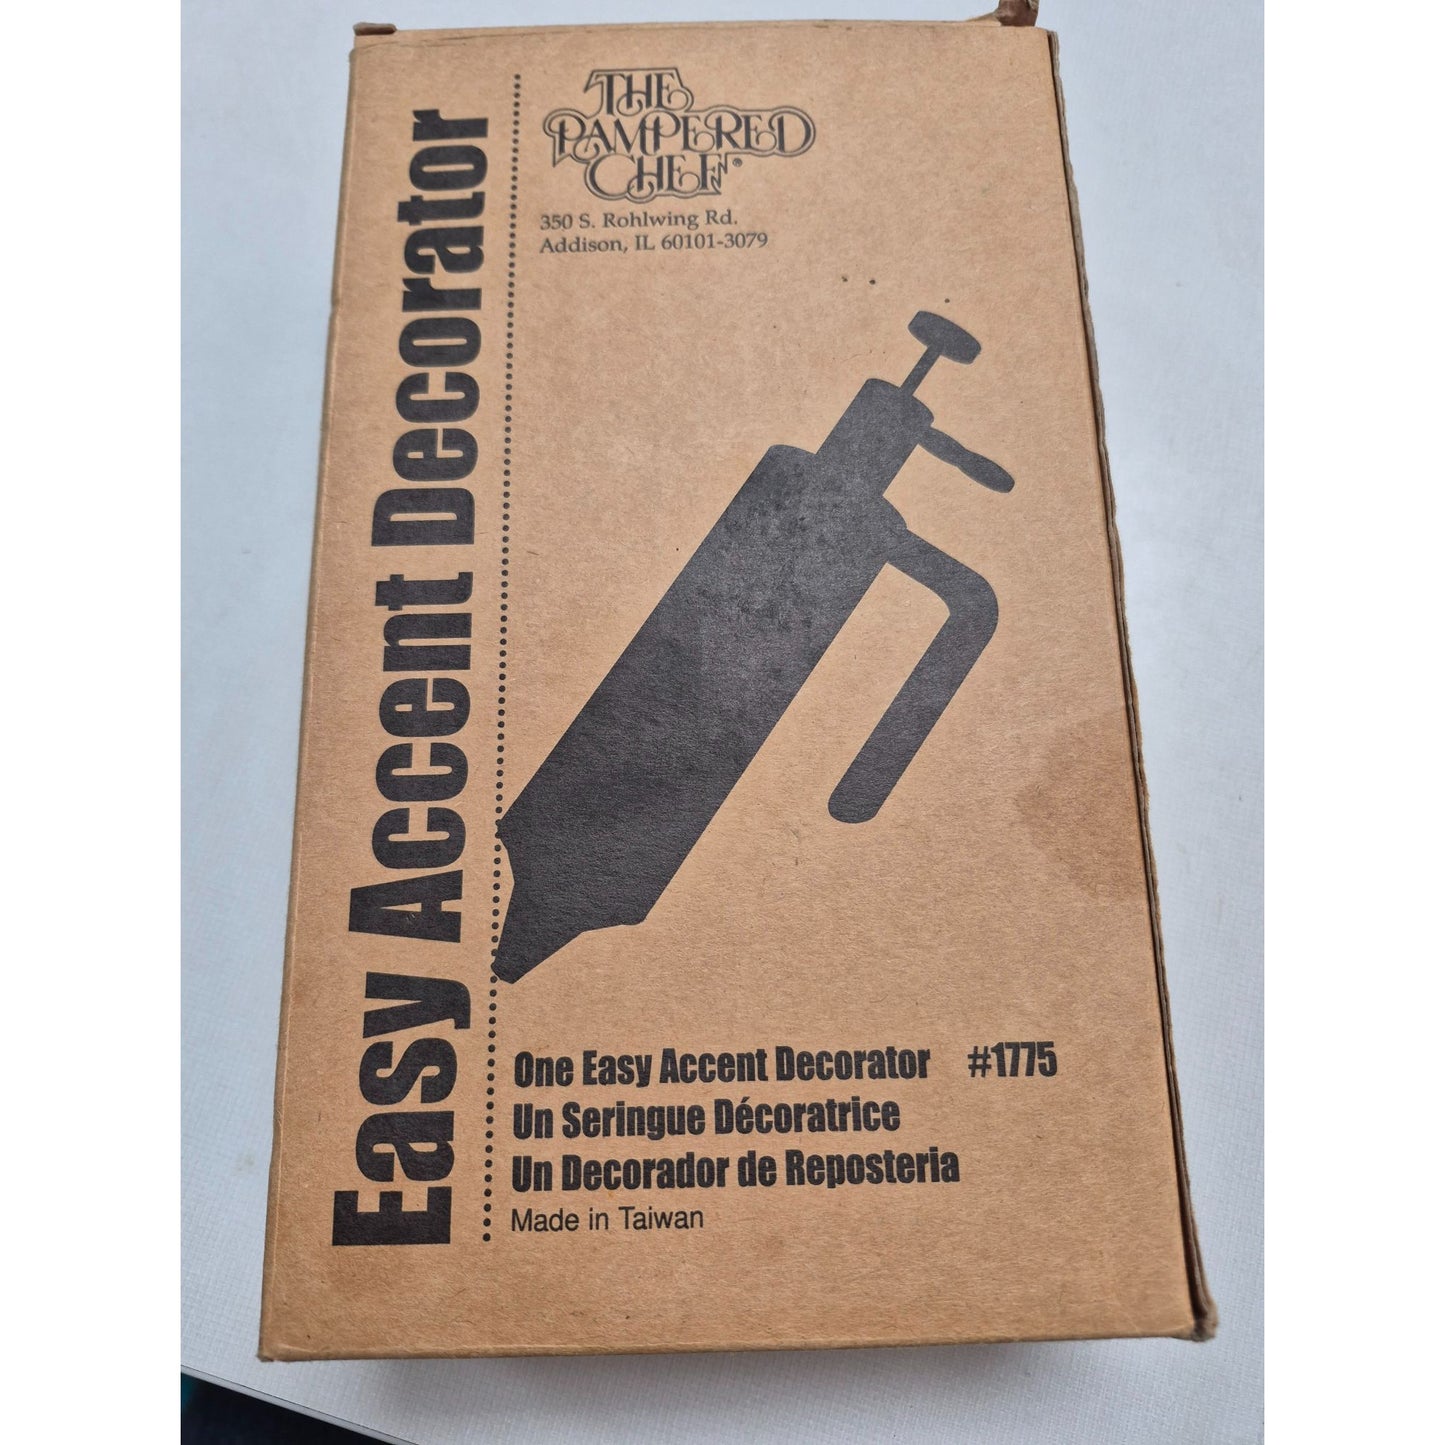 Easy Accent Decorator
THE
PAMPERED
CHEF®
350 S. Rohlwing Rd.
Addison, IL 60101-3079
One Easy Accent Decorator #1775
Un Seringue Décoratrice
Un Decorador de Reposteria
Made in Taiwan